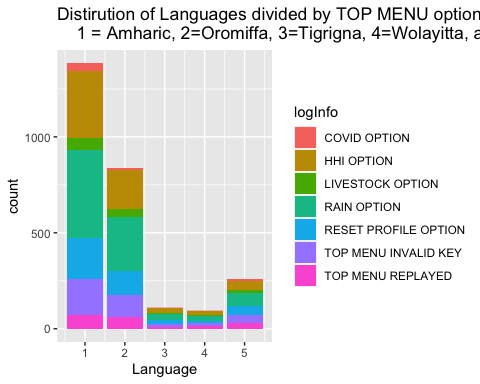 Distirution of Languages divided by TOP MENU option
1 = Amharic, 2=Oromiffa, 3=Tigrigna, 4=Wolayitta, a
count
1000
500
0
1 2 3 4 5
Language
logInfo
COVID OPTION
HHI OPTION
LIVESTOCK OPTION
RAIN OPTION
RESET PROFILE OPTION
TOP MENU INVALID KEY
TOP MENU REPLAYED